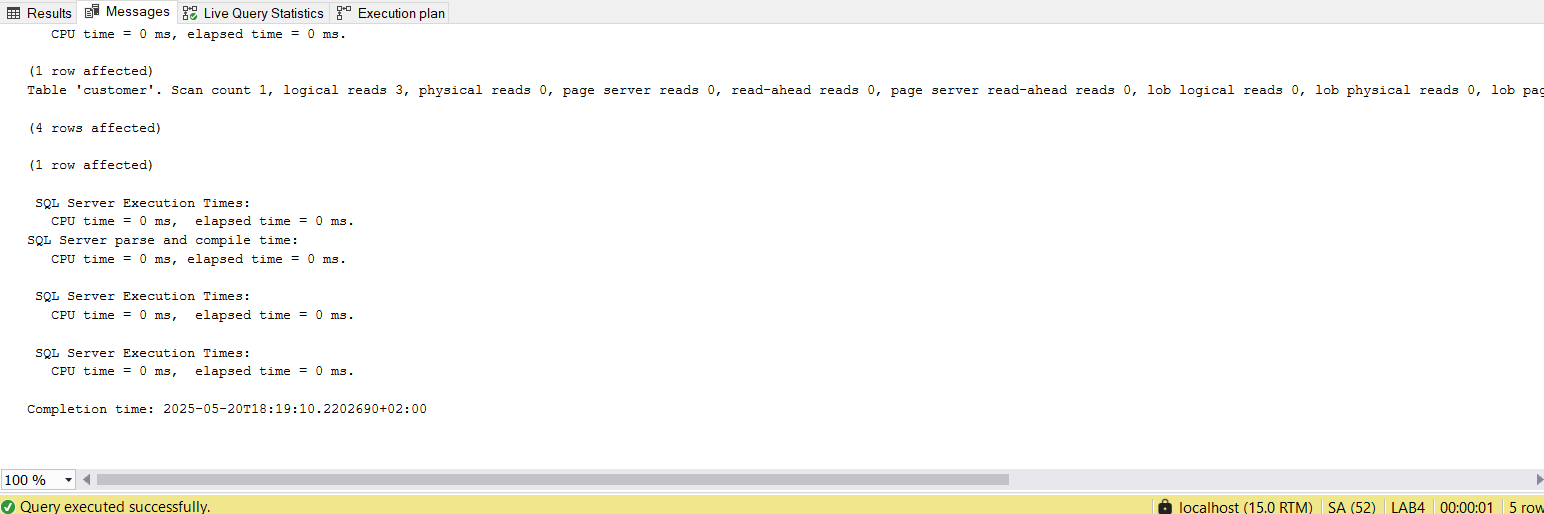 Results Messages Live Query Statistics Execution plan
CPU time = 0 ms, elapsed time = 0 ms.
(1 row affected)
Table 'customer'. Scan count 1, logical reads 3, physical reads 0, page server reads 0, read-ahead reads 0, page server read-ahead reads 0, lob logical reads 0, lob physical reads 0, lob pag
(4 rows affected)
(1 row affected)
SQL Server Execution Times:
CPU time = 0 ms,  elapsed time = 0 ms.
SQL Server parse and compile time:
CPU time = 0 ms, elapsed time = 0 ms.
SQL Server Execution Times:
CPU time = 0 ms,  elapsed time = 0 ms.
SQL Server Execution Times:
CPU time = 0 ms,  elapsed time = 0 ms.
Completion time: 2025-05-20T18:19:10.2202690+02:00
100 %
Query executed successfully. localhost (15.0 RTM) SA (52) LAB4 00:00:01 5 row